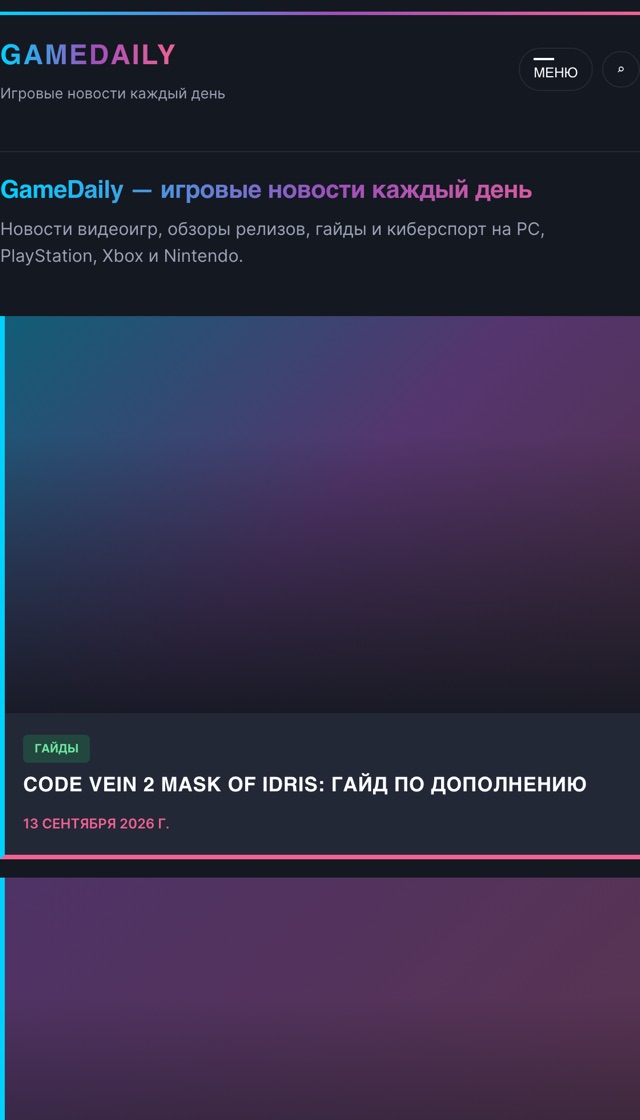 GAMEDAILY
Игровые новости каждый день
МЕНЮ
GameDaily — игровые новости каждый день
Новости видеоигр, обзоры релизов, гайды и киберспорт на PC,
PlayStation, Xbox и Nintendo.
ГАЙДЫ
CODE VEIN 2 MASK OF IDRIS: ГАЙД ПО ДОПОЛНЕНИЮ
13 СЕНТЯБРЯ 2026 Г.